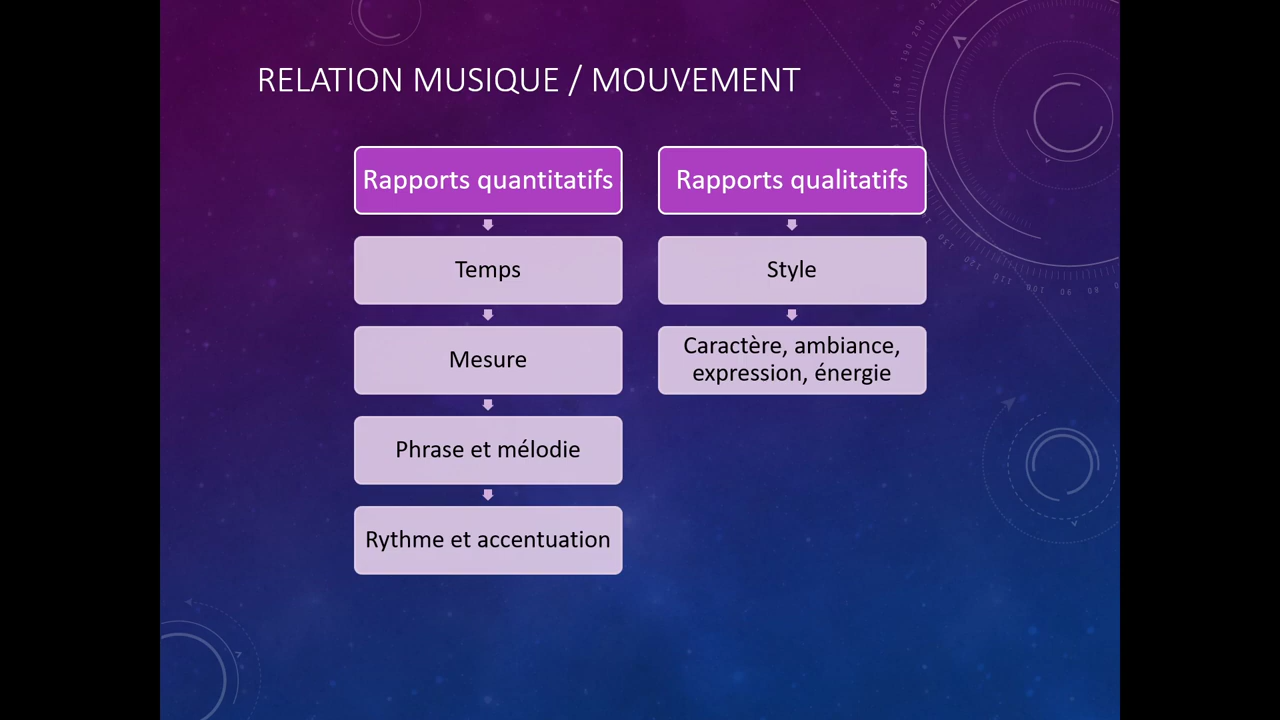 RELATION MUSIQUE / MOUVEMENT
Rapports quantitatifs
Temps
Mesure
Phrase et mélodie
Rythme et accentuation
Rapports qualitatifs
Style
Caractère, ambiance,
expression, énergie